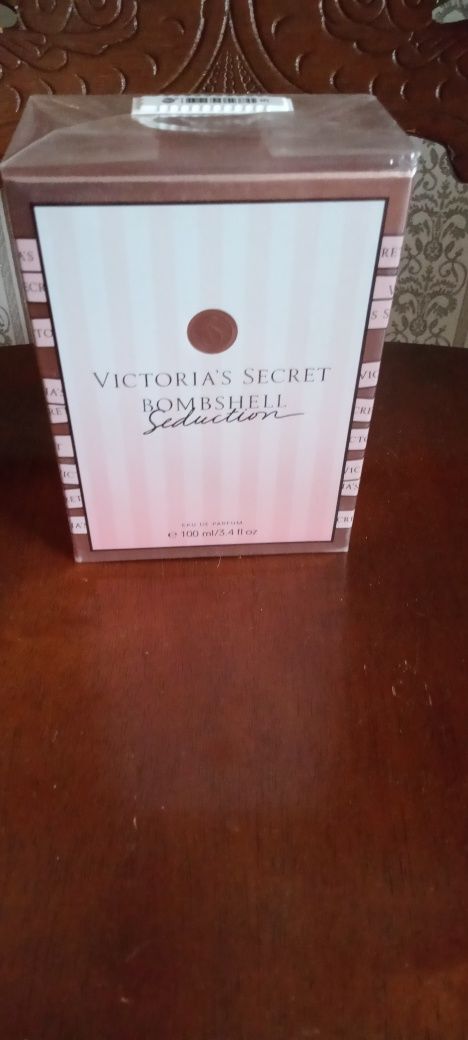 VICTORIA'S SECRET
BOMBSHELL
Seduction
EAU DE PARFUM
℮ 100 ml/3.4 fl oz